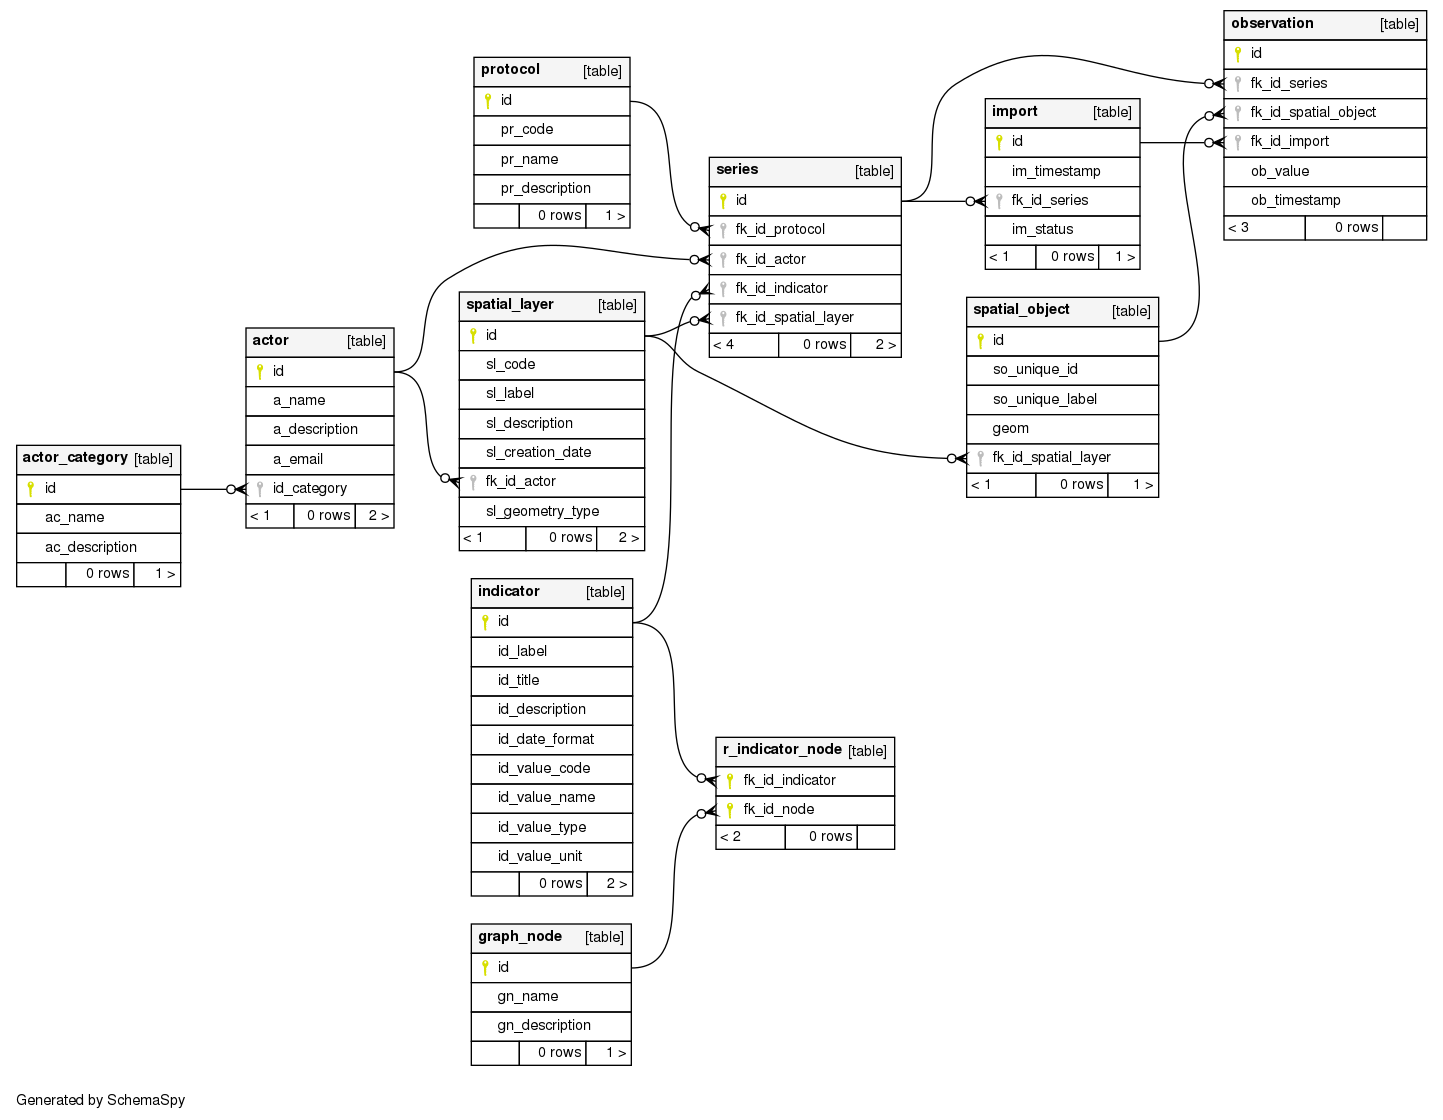 observation [table]
id
fk_id_series
fk_id_spatial_object
fk_id_import
ob_value
ob_timestamp
< 3 0 rows
protocol [table]
id
pr_code
pr_name
pr_description
0 rows 1 >
import [table]
id
im_timestamp
fk_id_series
im_status
< 1 0 rows 1 >
series [table]
id
fk_id_protocol
fk_id_actor
fk_id_indicator
fk_id_spatial_layer
< 4 0 rows 2 >
spatial_layer [table]
id
sl_code
sl_label
sl_description
sl_creation_date
fk_id_actor
sl_geometry_type
< 1 0 rows 2 >
spatial_object [table]
id
so_unique_id
so_unique_label
geom
fk_id_spatial_layer
< 1 0 rows 1 >
actor [table]
id
a_name
a_description
a_email
id_category
< 1 0 rows 2 >
actor_category [table]
id
ac_name
ac_description
0 rows 1 >
indicator [table]
id
id_label
id_title
id_description
id_date_format
id_value_code
id_value_name
id_value_type
id_value_unit
0 rows 2 >
r_indicator_node [table]
fk_id_indicator
fk_id_node
< 2 0 rows
graph_node [table]
id
gn_name
gn_description
0 rows 1 >
Generated by SchemaSpy